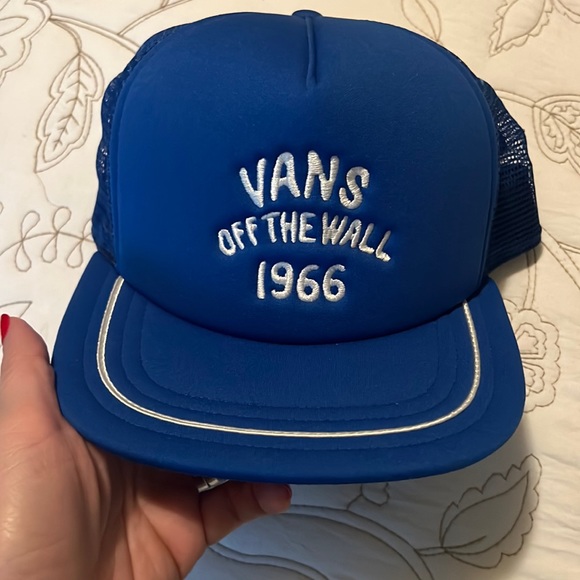 VANS
OFF THE WALL
1966